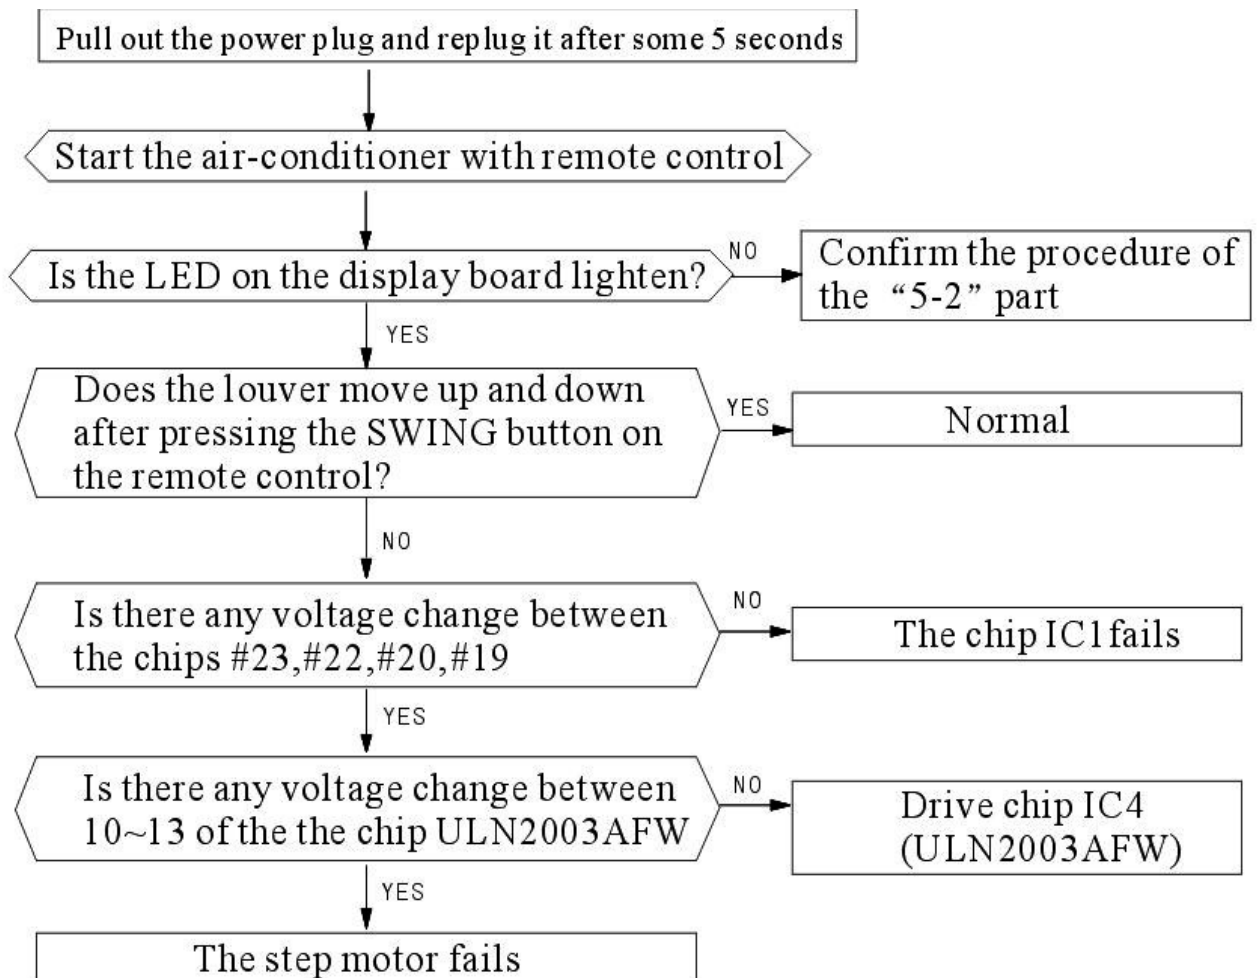 Pull out the power plug and replug it after some 5 seconds
Start the air-conditioner with remote control
Is the LED on the display board lighten?
NO
Confirm the procedure of
the “5-2” part
YES
Does the louver move up and down
after pressing the SWING button on
the remote control?
YES
Normal
NO
Is there any voltage change between
the chips #23,#22,#20,#19
NO
The chip IC1fails
YES
Is there any voltage change between
10~13 of the the chip ULN2003AFW
NO
Drive chip IC4
(ULN2003AFW)
YES
The step motor fails